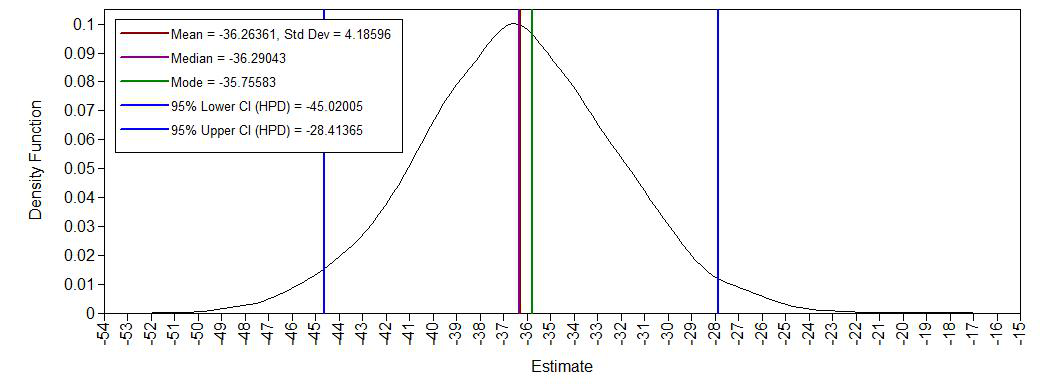 Mean = -36.26361, Std Dev = 4.18596
Median = -36.29043
Mode = -35.75583
95% Lower CI (HPD) = -45.02005
95% Upper CI (HPD) = -28.41365
Density Function
0.1
0.09
0.08
0.07
0.06
0.05
0.04
0.03
0.02
0.01
0
-54 -53 -52 -51 -50 -49 -48 -47 -46 -45 -44 -43 -42 -41 -40 -39 -38 -37 -36 -35 -34 -33 -32 -31 -30 -29 -28 -27 -26 -25 -24 -23 -22 -21 -20 -19 -18 -17 -16 -15
Estimate